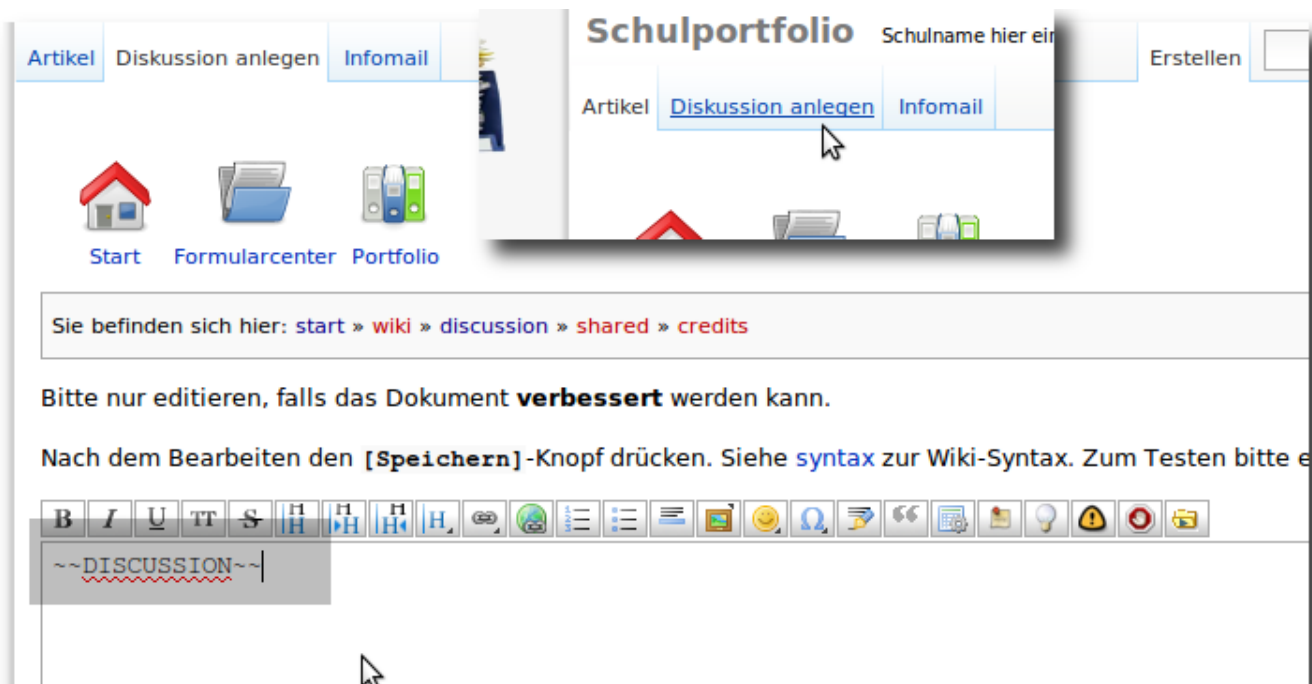 Artikel Diskussion anlegen Infomail
Schulportfolio Schulname hier ein
Artikel Diskussion anlegen Infomail
Erstellen
Start Formularcenter Portfolio
Sie befinden sich hier: start » wiki » discussion » shared » credits
Bitte nur editieren, falls das Dokument verbessert werden kann.
Nach dem Bearbeiten den [Speichern]-Knopf drücken. Siehe syntax zur Wiki-Syntax. Zum Testen bitte e
B I U TT S H H H H
~~DISCUSSION~~